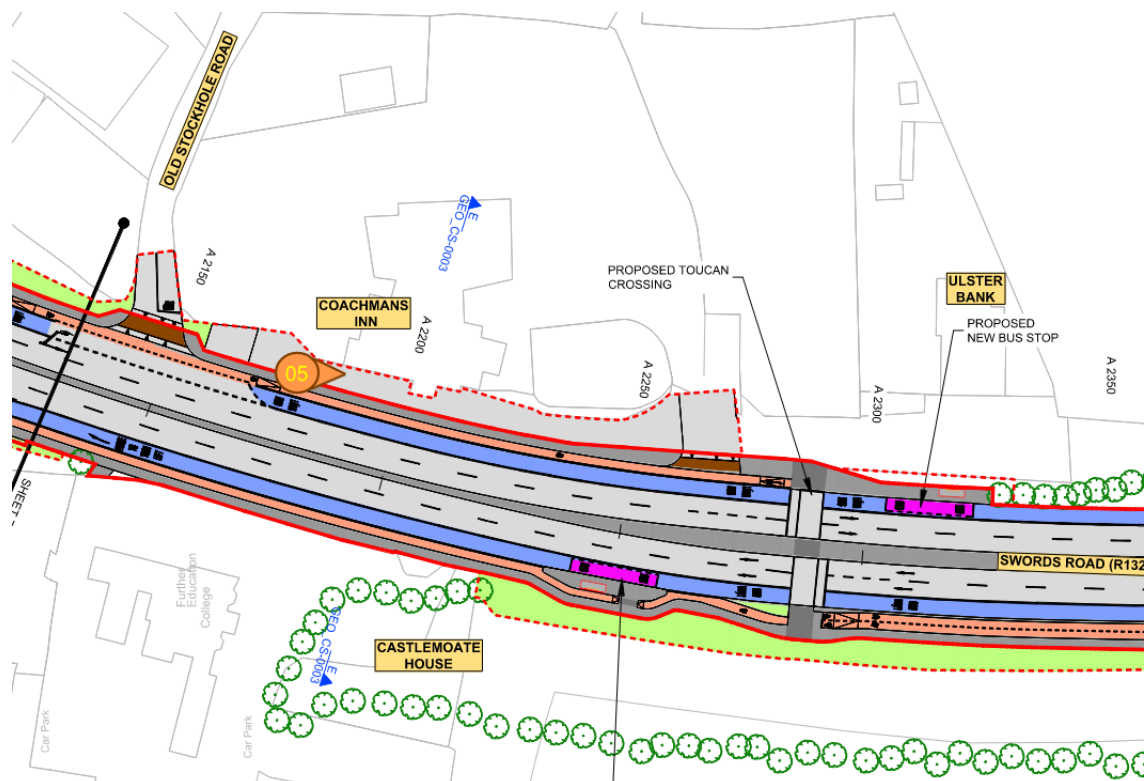 OLD STOCKHOLE ROAD
A 2150
E
GEO_CS-0003
COACHMANS
INN
A 2200
PROPOSED TOUCAN
CROSSING
ULSTER
BANK
PROPOSED
NEW BUS STOP
05
A 2250
A 2300
A 2350
SHEET
SWORDS ROAD (R132
Further
Education
College
GEO_CS-0003
E
CASTLEMOATE
HOUSE
Car Park
Car Park